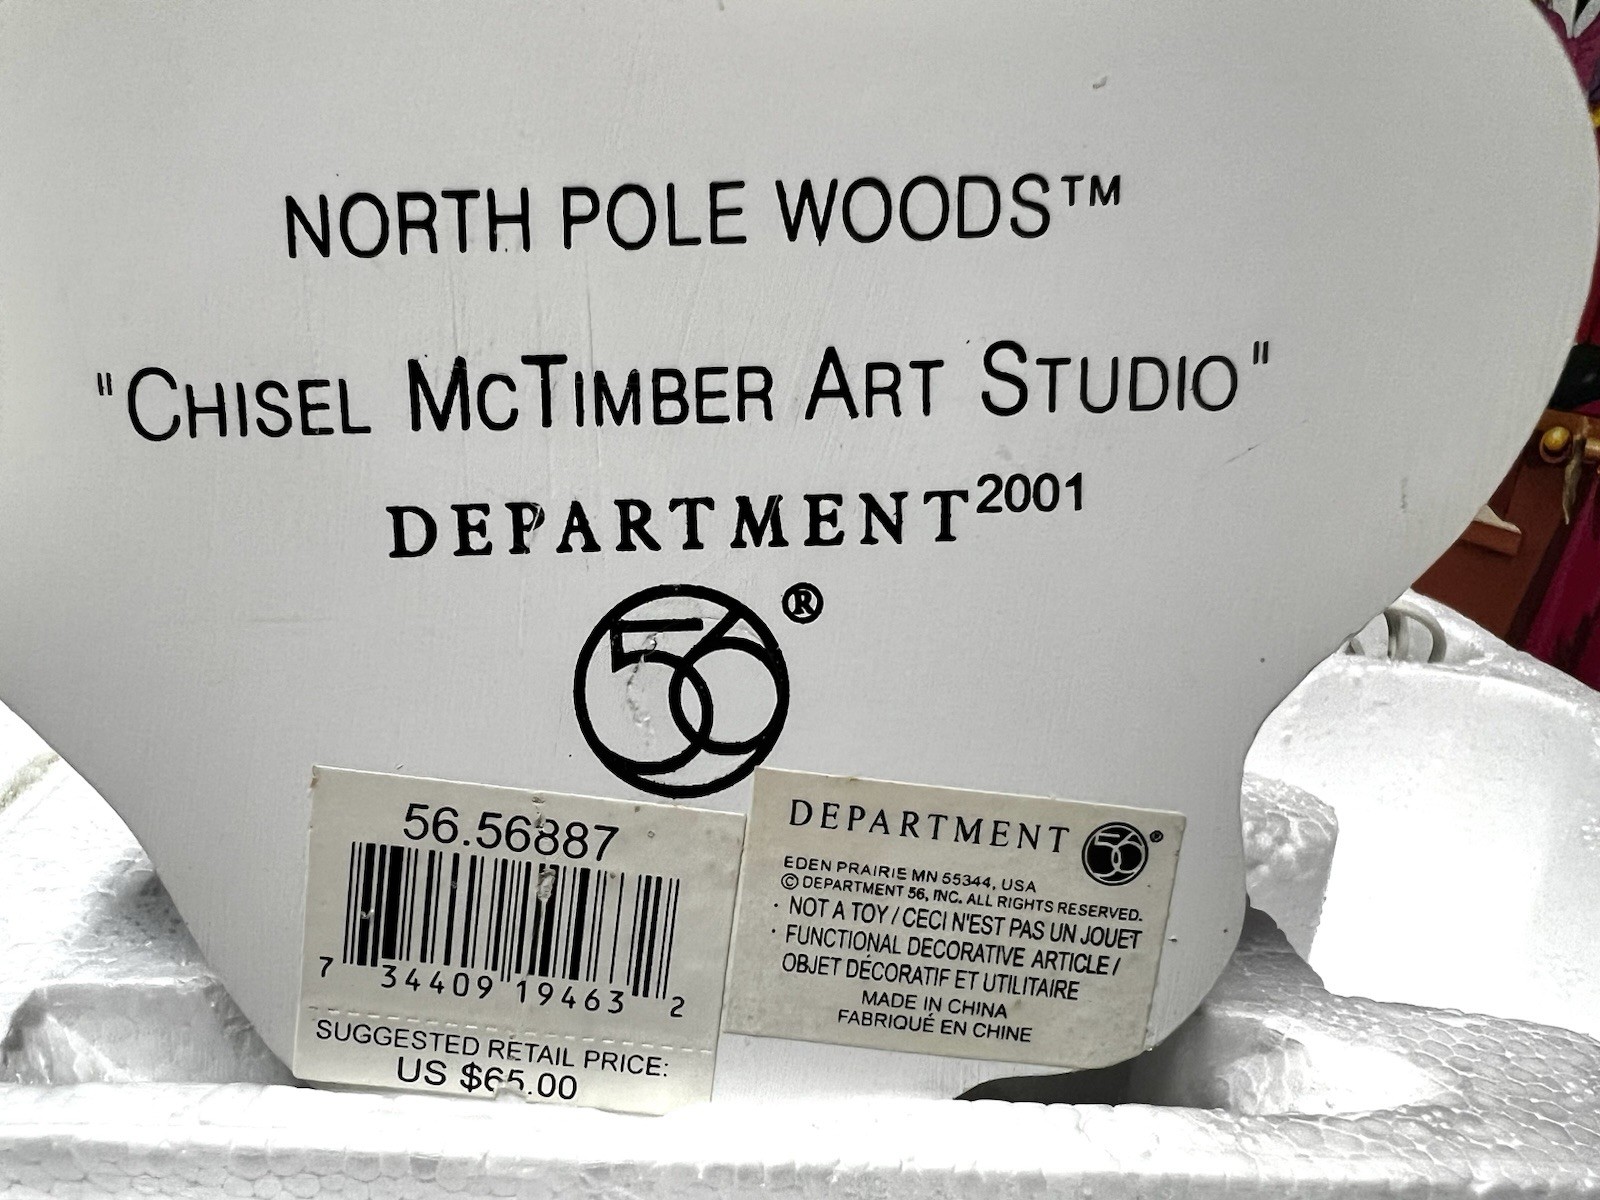 NORTH POLE WOODS™
"CHISEL McTIMBER ART STUDIO"
DEPARTMENT2001
56®
56.56887
7 34409 19463 2
SUGGESTED RETAIL PRICE:
US $65.00
DEPARTMENT 56®
EDEN PRAIRIE MN 55344, USA
© DEPARTMENT 56, INC. ALL RIGHTS RESERVED.
· NOT A TOY / CECI N'EST PAS UN JOUET
· FUNCTIONAL DECORATIVE ARTICLE /
OBJET DÉCORATIF ET UTILITAIRE
MADE IN CHINA
FABRIQUÉ EN CHINE